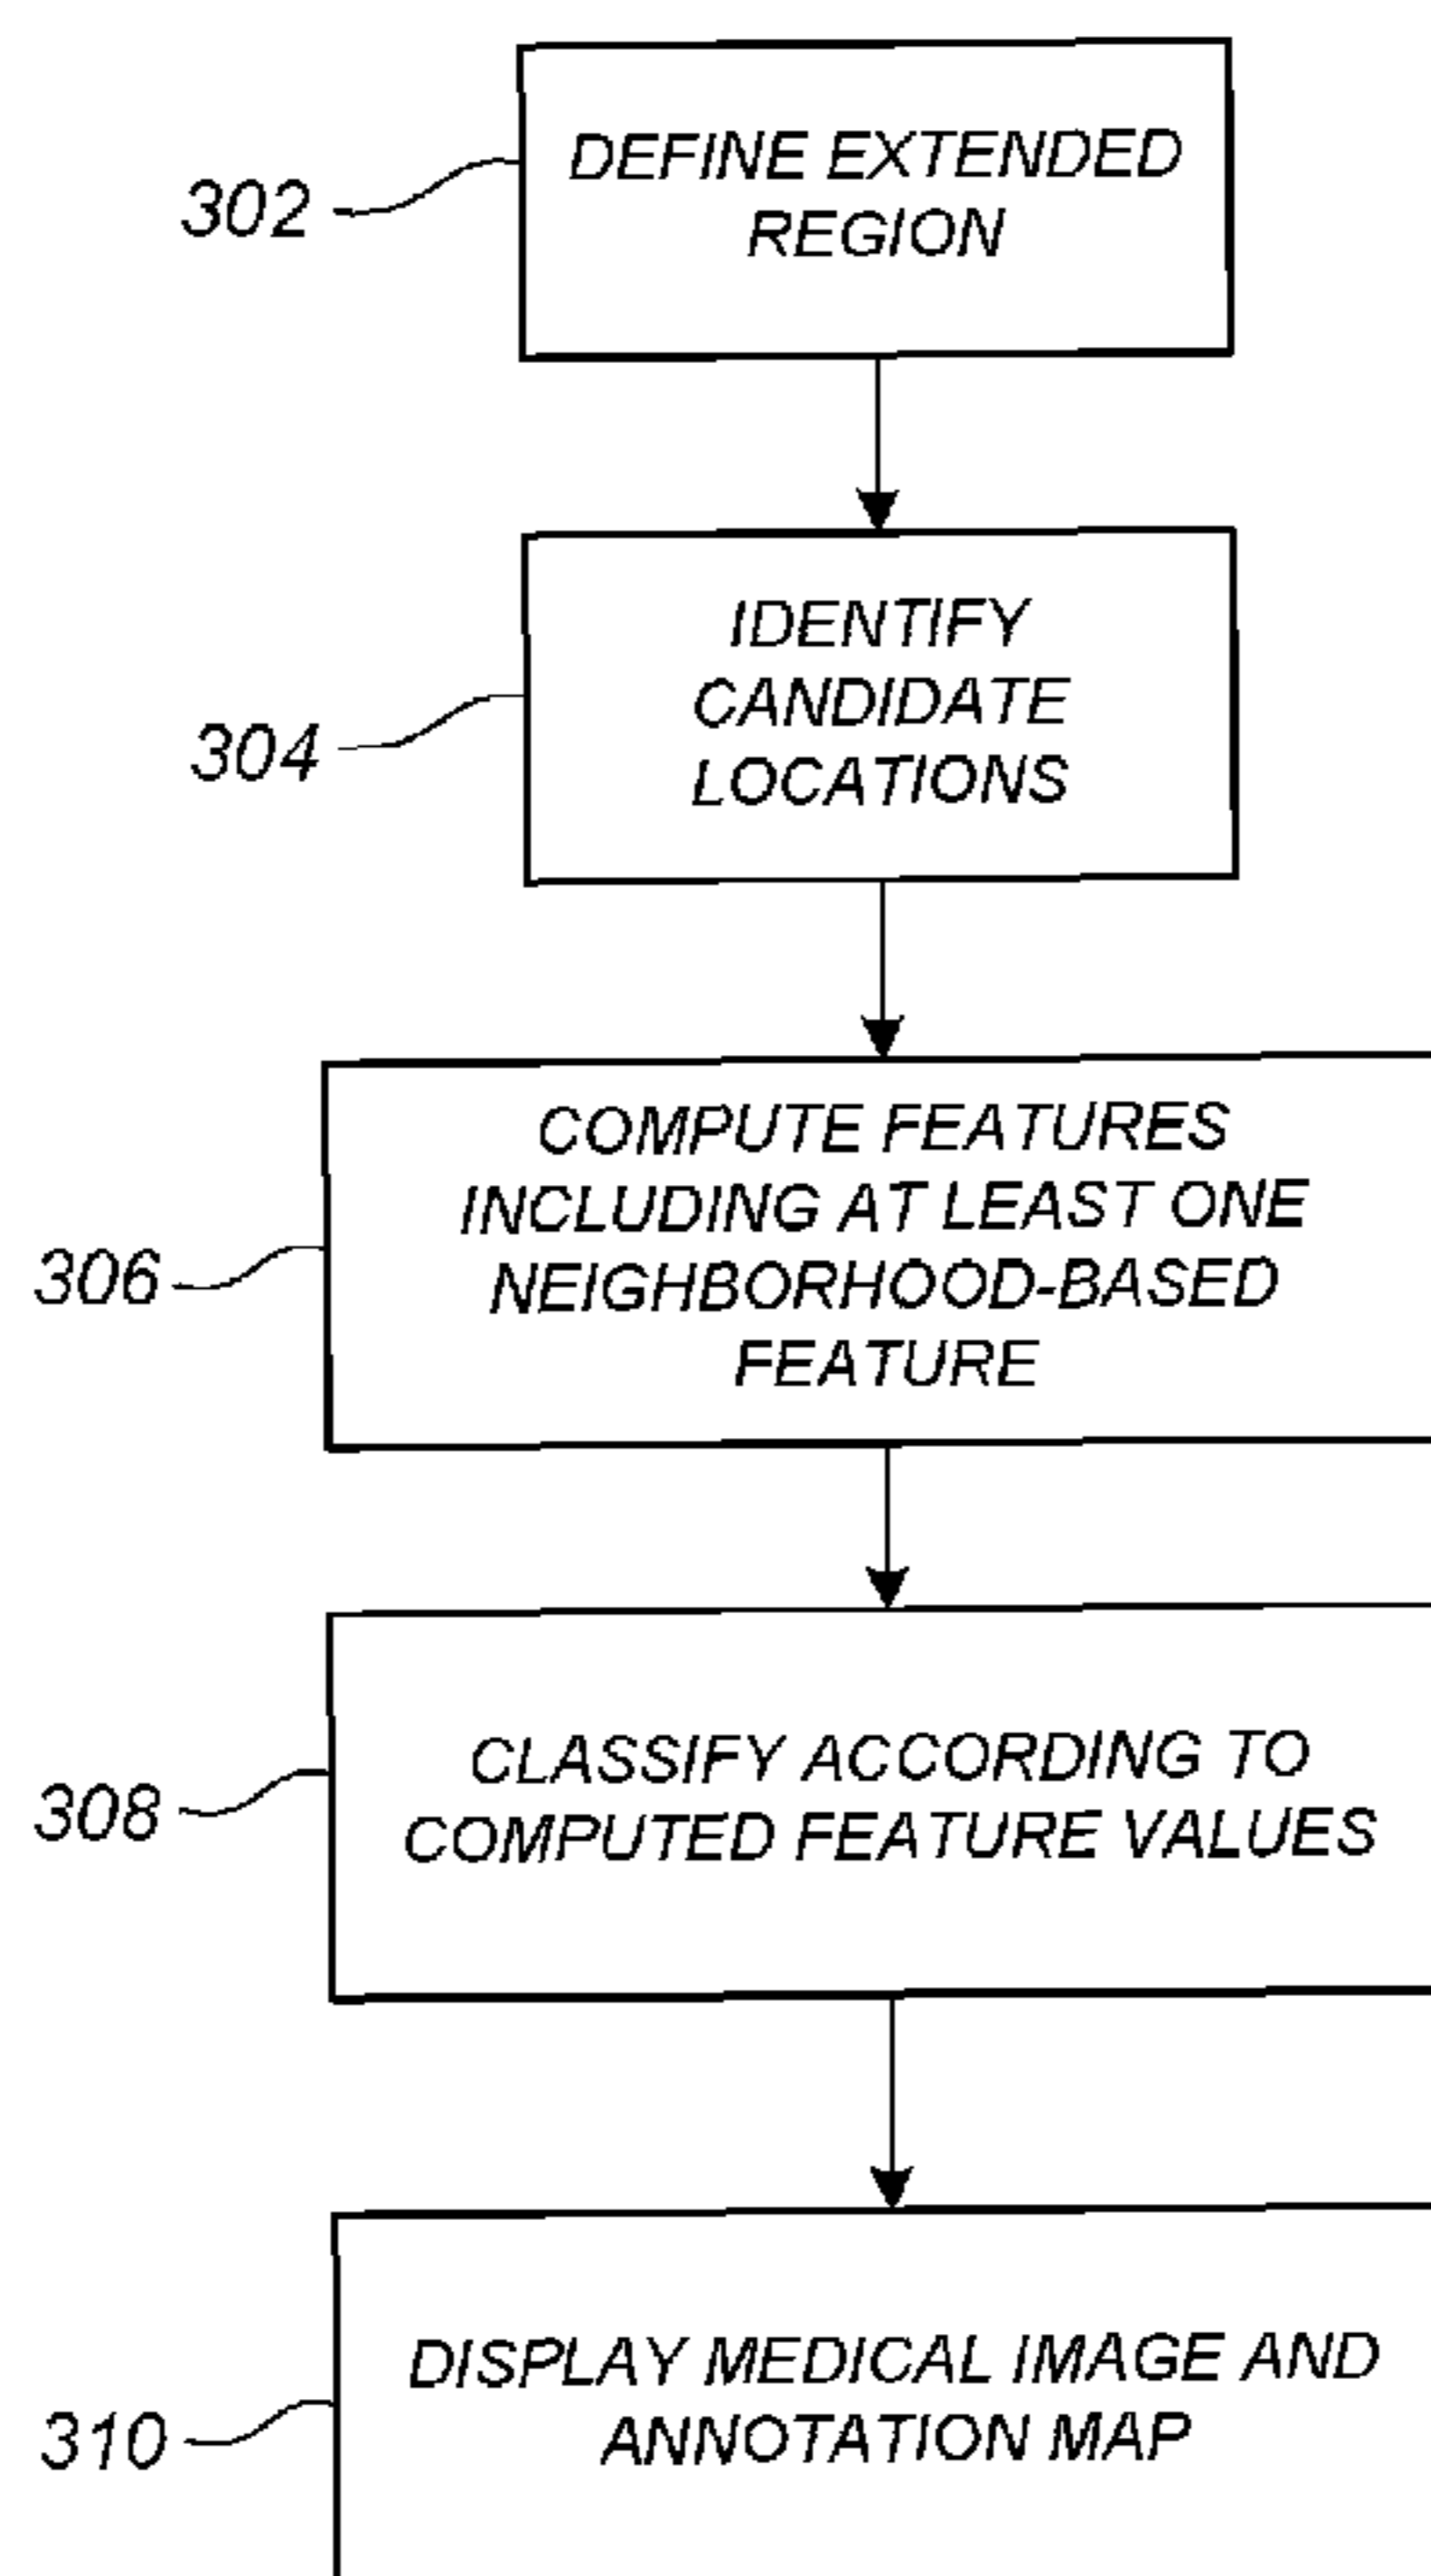 302
DEFINE EXTENDED
REGION
304
IDENTIFY
CANDIDATE
LOCATIONS
306
COMPUTE FEATURES
INCLUDING AT LEAST ONE
NEIGHBORHOOD-BASED
FEATURE
308
CLASSIFY ACCORDING TO
COMPUTED FEATURE VALUES
310
DISPLAY MEDICAL IMAGE AND
ANNOTATION MAP